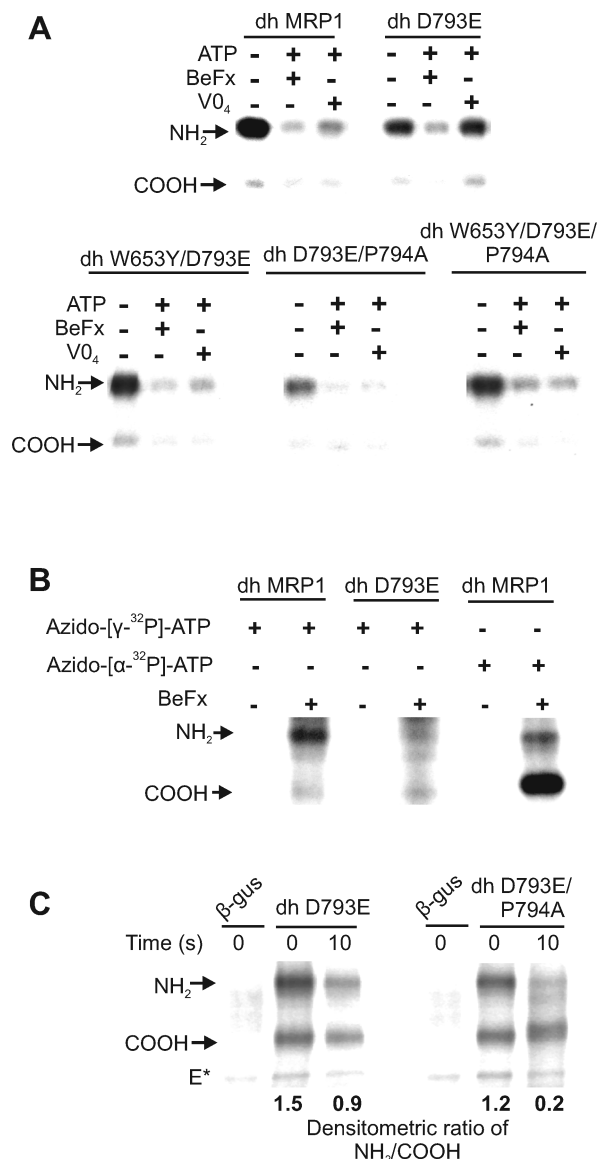 A
dh MRP1 dh D793E
ATP - + + - + +
BeFx - + - - + -
V0₄ - - + - - +
NH₂
COOH
dh W653Y/D793E dh D793E/P794A dh W653Y/D793E/
P794A
ATP - + + - + + - + +
BeFx - + - - + - - + -
V0₄ - - + - - + - - +
NH₂
COOH
B
dh MRP1 dh D793E dh MRP1
Azido-[γ-³²P]-ATP + + + + - -
Azido-[α-³²P]-ATP - - - - + +
BeFx - + - + - +
NH₂
COOH
C
β-gus dh D793E β-gus dh D793E/
P794A
Time (s) 0 0 10 0 0 10
NH₂
COOH
E*
1.5 0.9 1.2 0.2
Densitometric ratio of
NH₂/COOH